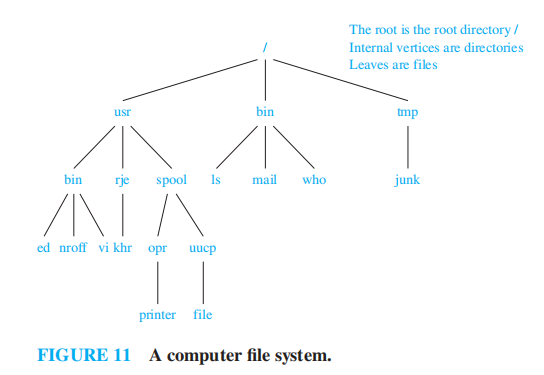 The root is the root directory /
/ Internal vertices are directories
Leaves are files
usr bin tmp
bin rje spool ls mail who junk
ed nroff vi khr opr uucp
printer file
FIGURE 11 A computer file system.